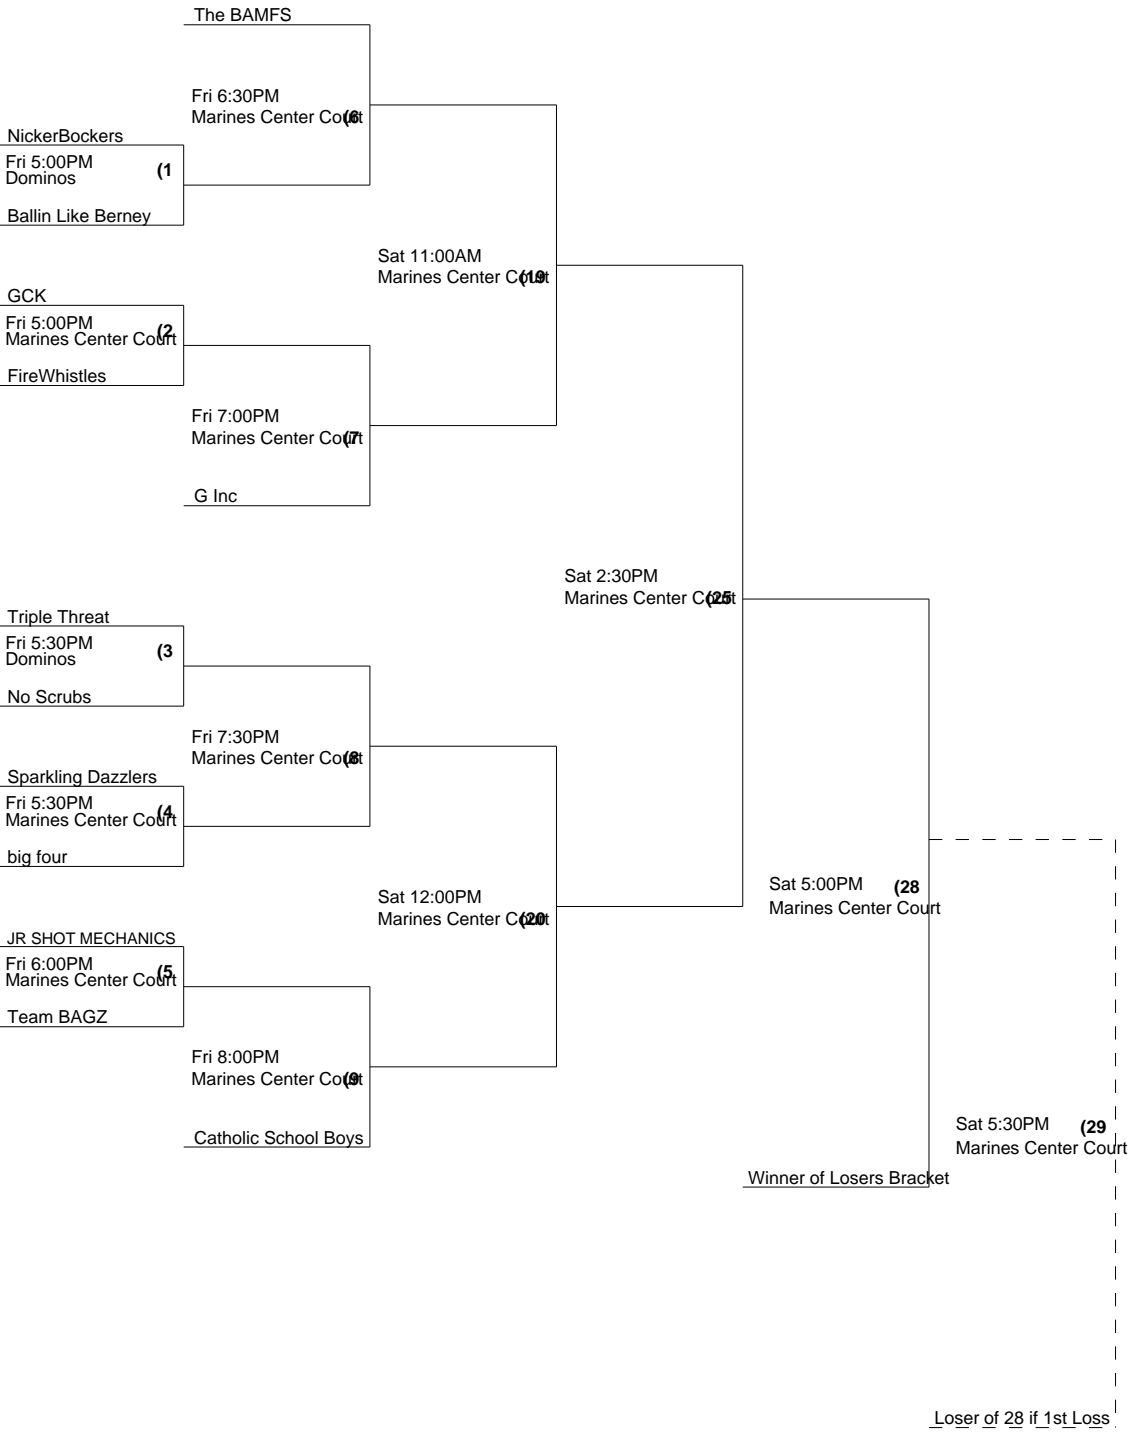 The BAMFS
Fri 6:30PM
Marines Center Court (6
NickerBockers
Fri 5:00PM
Dominos (1
Ballin Like Berney
Sat 11:00AM
Marines Center Court (19
GCK
Fri 5:00PM
Marines Center Court (2
FireWhistles
Fri 7:00PM
Marines Center Court (7
G Inc
Sat 2:30PM
Marines Center Court (25
Triple Threat
Fri 5:30PM
Dominos (3
No Scrubs
Fri 7:30PM
Marines Center Court (8
Sparkling Dazzlers
Fri 5:30PM
Marines Center Court (4
big four
Sat 12:00PM
Marines Center Court (20
Sat 5:00PM (28
Marines Center Court
JR SHOT MECHANICS
Fri 6:00PM
Marines Center Court (5
Team BAGZ
Fri 8:00PM
Marines Center Court (9
Catholic School Boys
Sat 5:30PM (29
Marines Center Court
Winner of Losers Bracket
Loser of 28 if 1st Loss